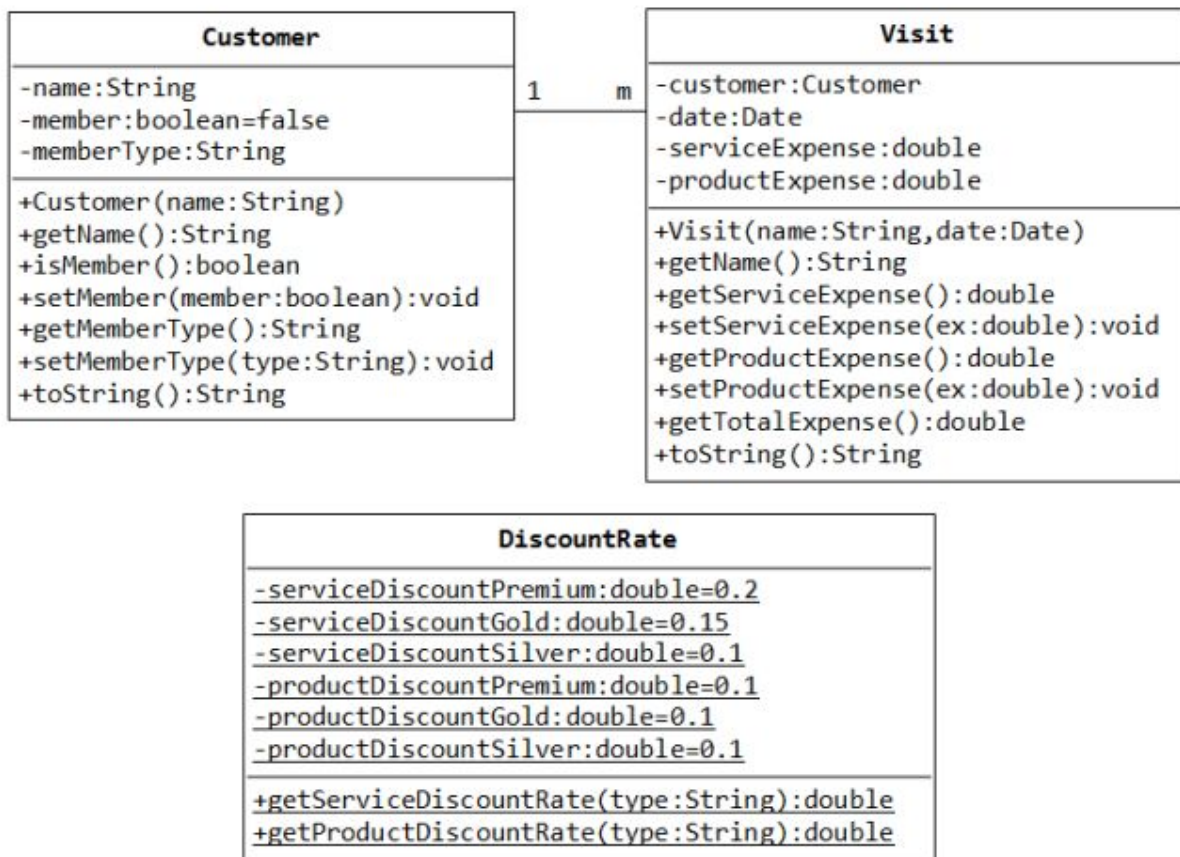 Customer
-name:String
-member:boolean=false
-memberType:String
+Customer(name:String)
+getName():String
+isMember():boolean
+setMember(member:boolean):void
+getMemberType():String
+setMemberType(type:String):void
+toString():String
1 m
Visit
-customer:Customer
-date:Date
-serviceExpense:double
-productExpense:double
+Visit(name:String,date:Date)
+getName():String
+getServiceExpense():double
+setServiceExpense(ex:double):void
+getProductExpense():double
+setProductExpense(ex:double):void
+getTotalExpense():double
+toString():String
DiscountRate
-serviceDiscountPremium:double=0.2
-serviceDiscountGold:double=0.15
-serviceDiscountSilver:double=0.1
-productDiscountPremium:double=0.1
-productDiscountGold:double=0.1
-productDiscountSilver:double=0.1
+getServiceDiscountRate(type:String):double
+getProductDiscountRate(type:String):double